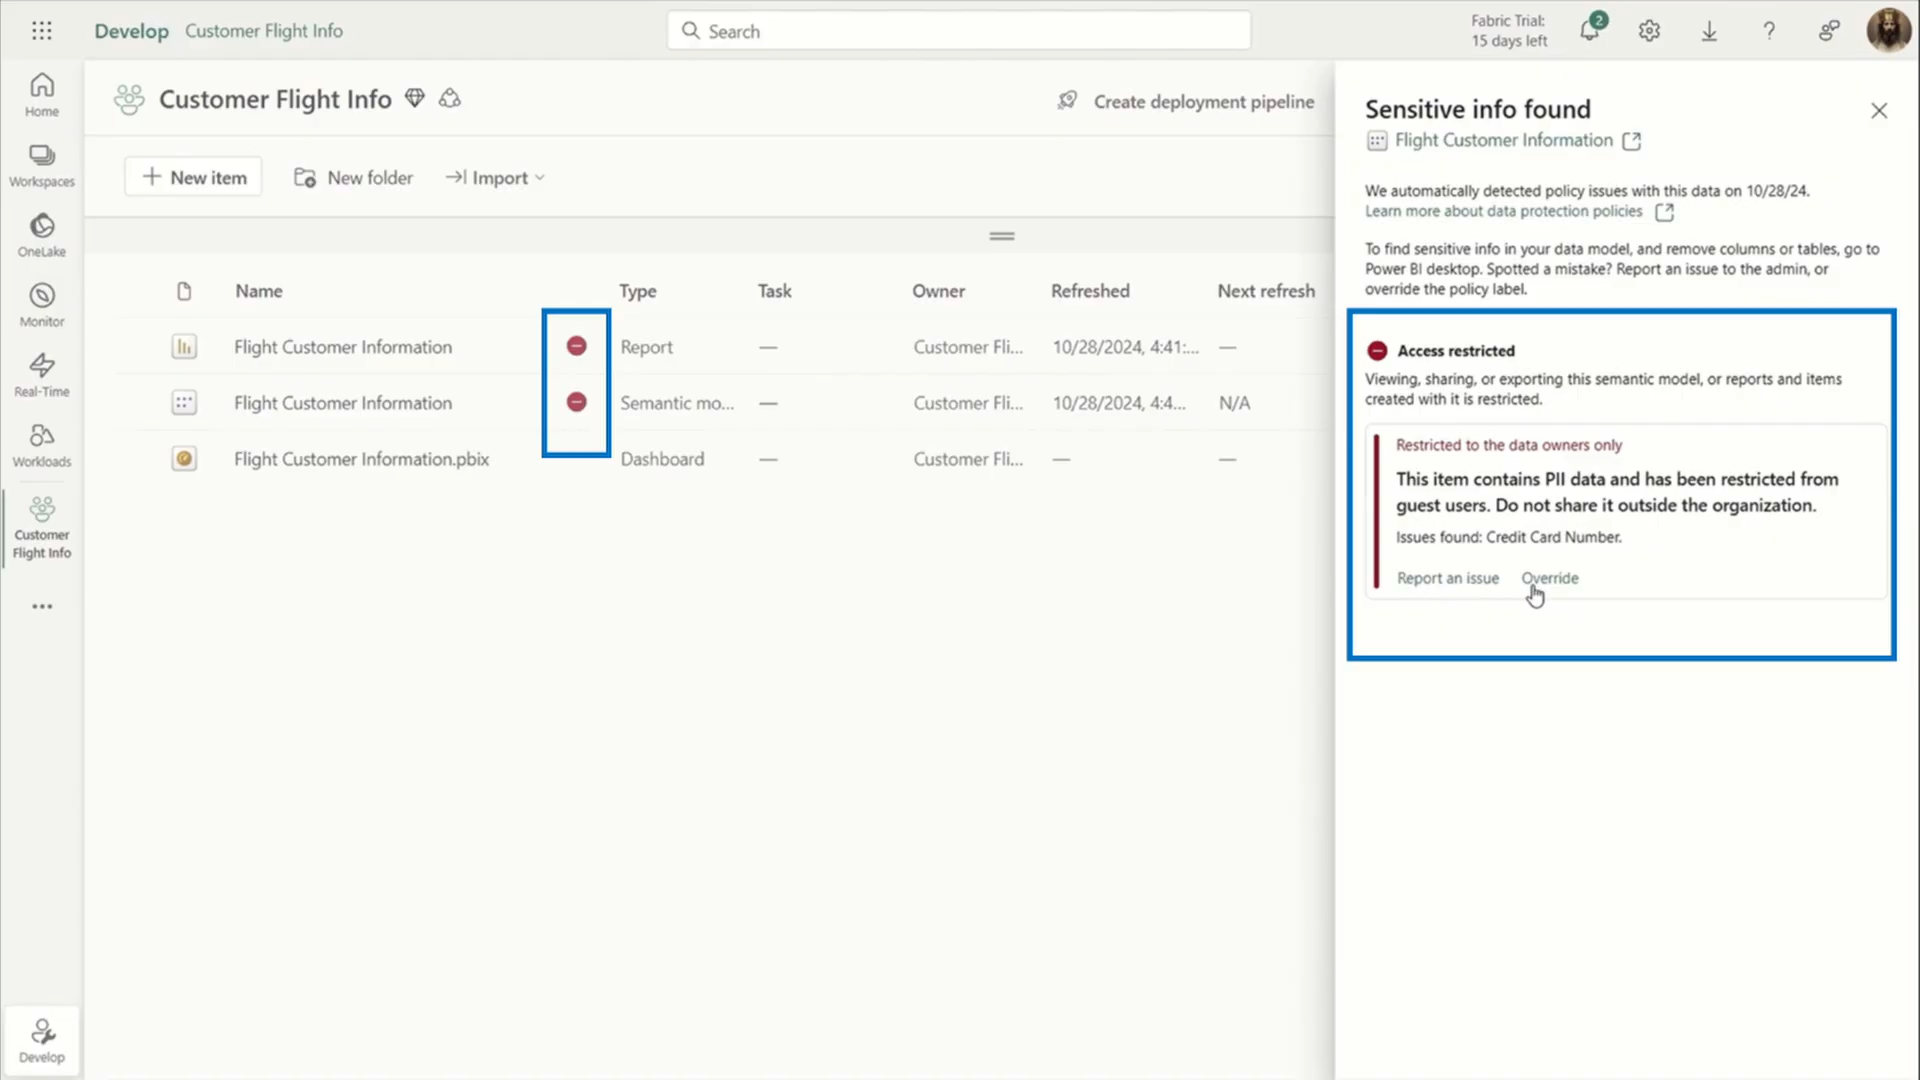 Develop Customer Flight Info
Search
Fabric Trial:
15 days left
2
Home
Workspaces
OneLake
Monitor
Real-Time
Workloads
Customer
Flight Info
Develop
Customer Flight Info
Create deployment pipeline
New item New folder Import
Name Type Task Owner Refreshed Next refresh
Flight Customer Information Report — Customer Fli... 10/28/2024, 4:41:... —
Flight Customer Information Semantic mo... — Customer Fli... 10/28/2024, 4:4... N/A
Flight Customer Information.pbix Dashboard — Customer Fli... — —
Sensitive info found
Flight Customer Information
We automatically detected policy issues with this data on 10/28/24.
Learn more about data protection policies
To find sensitive info in your data model, and remove columns or tables, go to
Power BI desktop. Spotted a mistake? Report an issue to the admin, or
override the policy label.
Access restricted
Viewing, sharing, or exporting this semantic model, or reports and items
created with it is restricted.
Restricted to the data owners only
This item contains PII data and has been restricted from
guest users. Do not share it outside the organization.
Issues found: Credit Card Number.
Report an issue Override